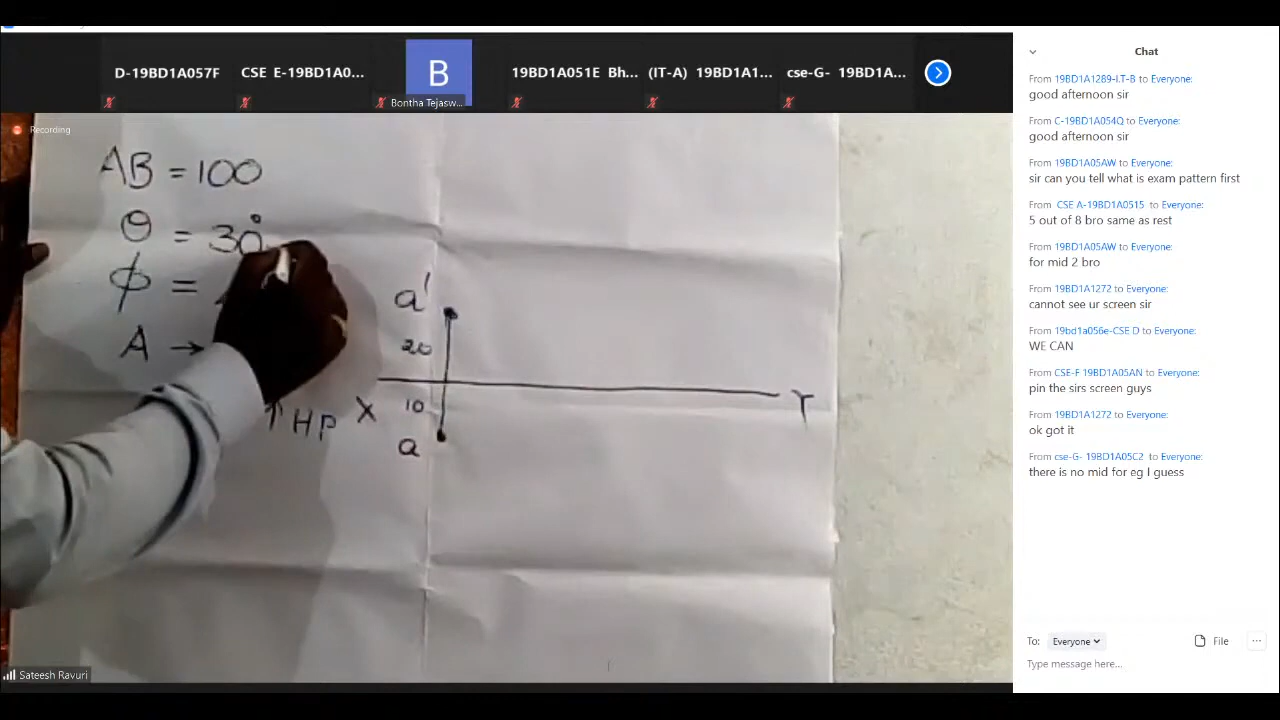 D-19BD1A057F
CSE E-19BD1A0...
B
Bontha Tejasw...
19BD1A051E Bh...
(IT-A) 19BD1A1...
cse-G- 19BD1A...
Recording
AB = 100
θ = 30°
ϕ =
A →
↑ HP
a'
20
X
Y
10
a
Sateesh Ravuri
Chat
From 19BD1A1289-I.T-B to Everyone:
good afternoon sir
From C-19BD1A054Q to Everyone:
good afternoon sir
From 19BD1A05AW to Everyone:
sir can you tell what is exam pattern first
From CSE A-19BD1A0515 to Everyone:
5 out of 8 bro same as rest
From 19BD1A05AW to Everyone:
for mid 2 bro
From 19BD1A1272 to Everyone:
cannot see ur screen sir
From 19bd1a056e-CSE D to Everyone:
WE CAN
From CSE-F 19BD1A05AN to Everyone:
pin the sirs screen guys
From 19BD1A1272 to Everyone:
ok got it
From cse-G- 19BD1A05C2 to Everyone:
there is no mid for eg I guess
To: Everyone
File
Type message here...